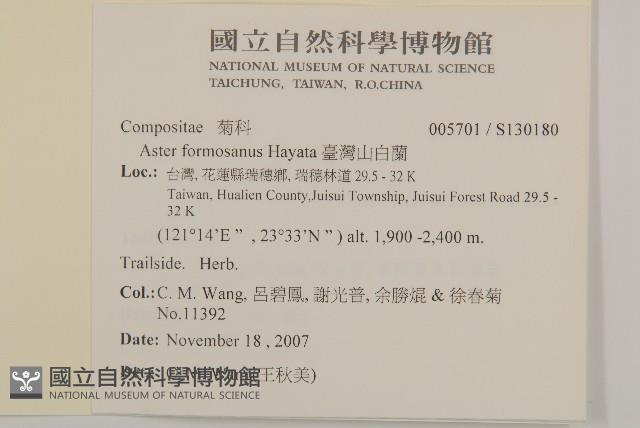 國立自然科學博物館
NATIONAL MUSEUM OF NATURAL SCIENCE
TAICHUNG, TAIWAN, R.O.CHINA
Compositae 菊科 005701 / S130180
Aster formosanus Hayata 臺灣山白蘭
Loc.: 台灣, 花蓮縣瑞穗鄉, 瑞穗林道 29.5 - 32 K
Taiwan, Hualien County,Juisui Township, Juisui Forest Road 29.5 -
32 K
(121°14’E ” , 23°33’N ” ) alt. 1,900 -2,400 m.
Trailside. Herb.
Col.: C. M. Wang, 呂碧鳳, 謝光普, 余勝焜 & 徐春菊
No.11392
Date: November 18 , 2007
王秋美)
國立自然科學博物館
NATIONAL MUSEUM OF NATURAL SCIENCE